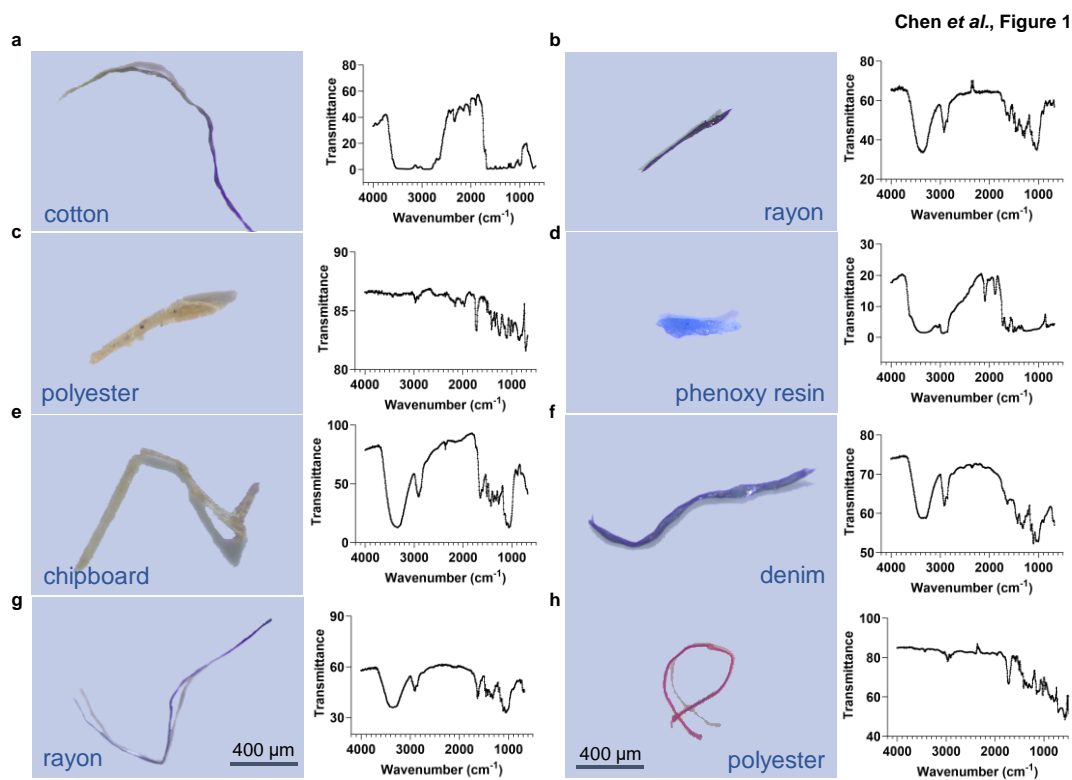 Chen et al., Figure 1
a
80
60
40
20
0
Transmittance
4000 3000 2000 1000
Wavenumber (cm-1)
cotton
b
80
60
40
20
Transmittance
4000 3000 2000 1000
Wavenumber (cm-1)
rayon
c
90
85
80
Transmittance
4000 3000 2000 1000
Wavenumber (cm-1)
polyester
d
30
20
10
0
Transmittance
4000 3000 2000 1000
Wavenumber (cm-1)
phenoxy resin
e
100
50
0
Transmittance
4000 3000 2000 1000
Wavenumber (cm-1)
chipboard
f
80
70
60
50
Transmittance
4000 3000 2000 1000
Wavenumber (cm-1)
denim
g
90
60
30
Transmittance
4000 3000 2000 1000
Wavenumber (cm-1)
rayon
400 μm
h
100
80
60
40
Transmittance
4000 3000 2000 1000
Wavenumber (cm-1)
400 μm
polyester